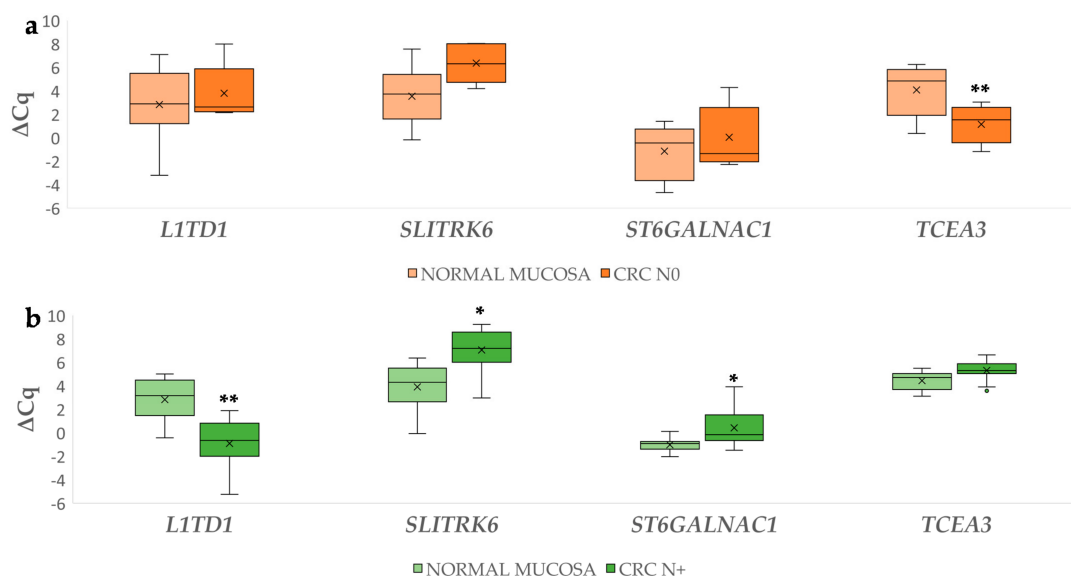 a
10
8
6
4
2
0
-2
-4
-6
ΔCq
**
L1TD1 SLITRK6 ST6GALNAC1 TCEA3
NORMAL MUCOSA CRC N0
b
10
8
6
4
2
0
-2
-4
-6
ΔCq
** * *
L1TD1 SLITRK6 ST6GALNAC1 TCEA3
NORMAL MUCOSA CRC N+